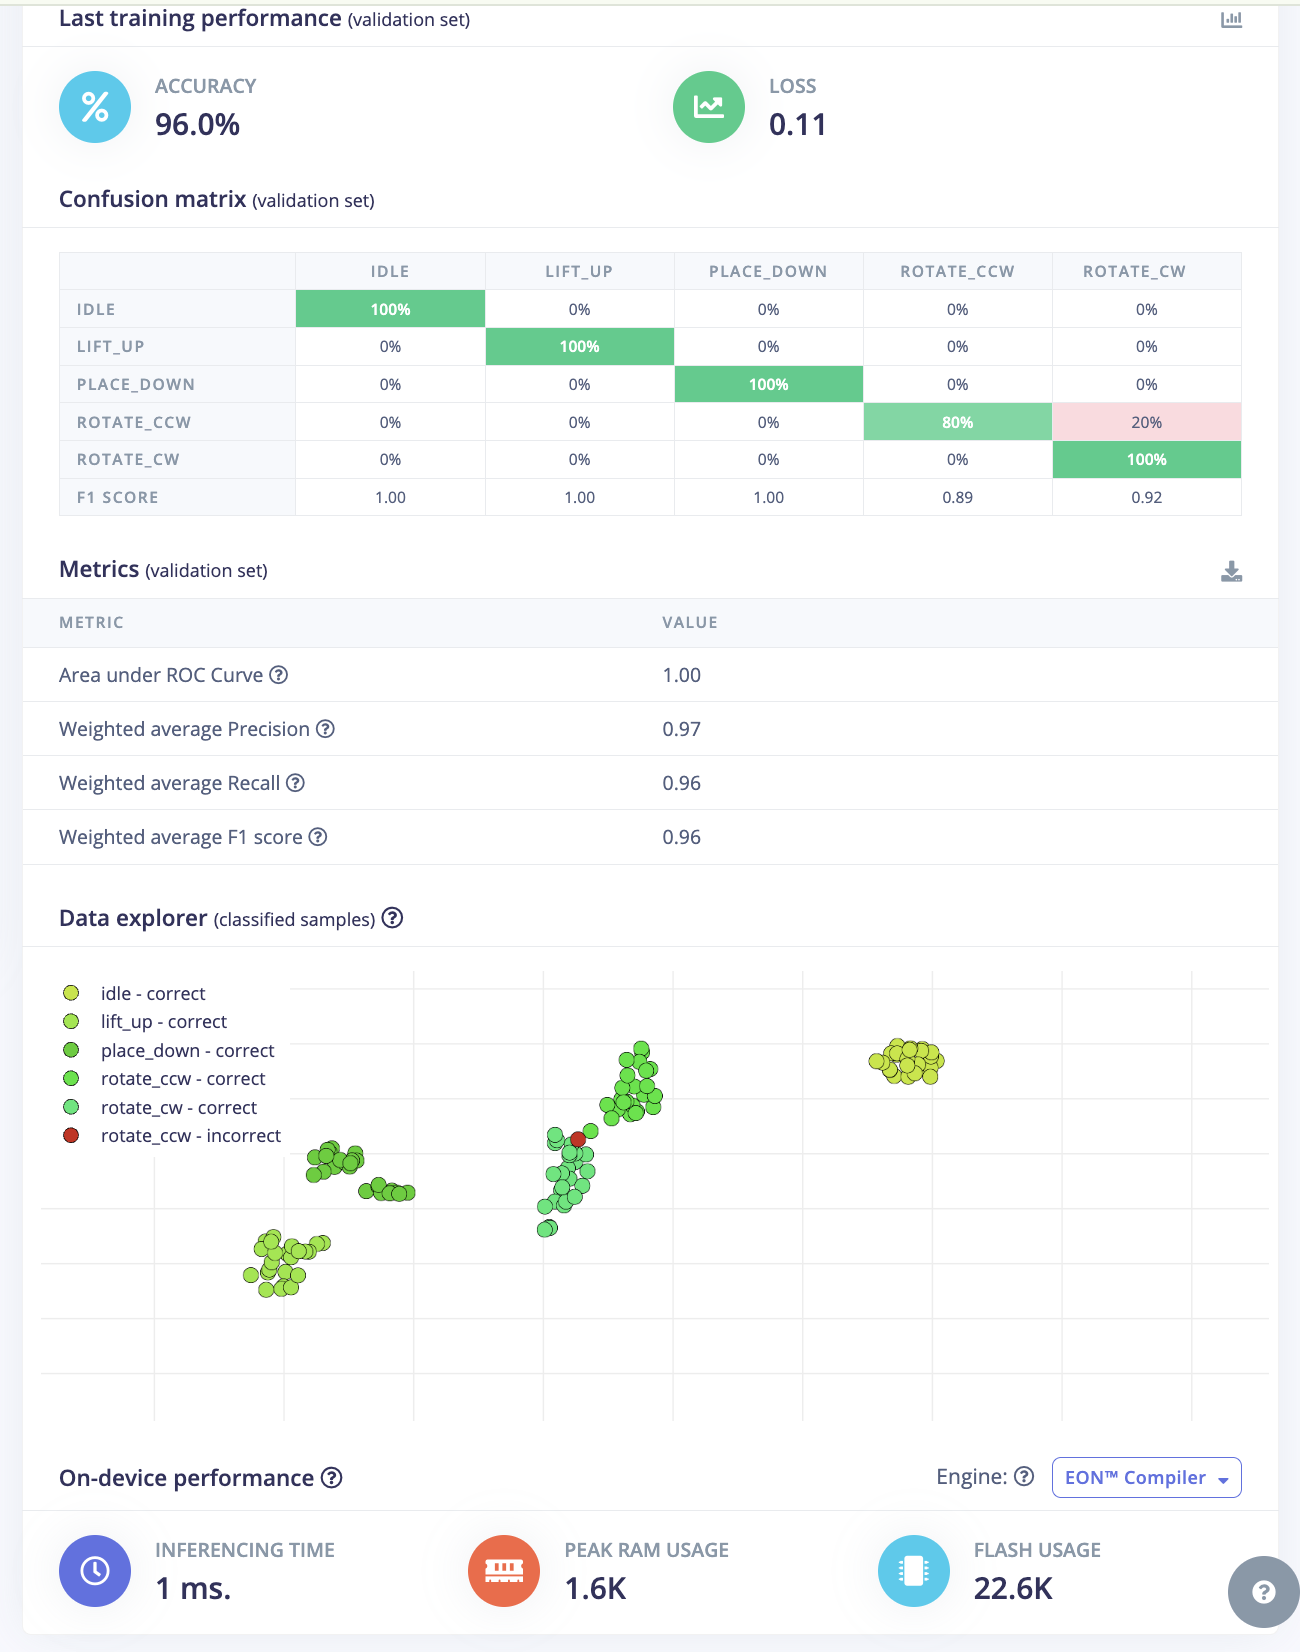 Last training performance (validation set)
ACCURACY
96.0%
LOSS
0.11
Confusion matrix (validation set)
IDLE LIFT_UP PLACE_DOWN ROTATE_CCW ROTATE_CW
IDLE 100% 0% 0% 0% 0%
LIFT_UP 0% 100% 0% 0% 0%
PLACE_DOWN 0% 0% 100% 0% 0%
ROTATE_CCW 0% 0% 0% 80% 20%
ROTATE_CW 0% 0% 0% 0% 100%
F1 SCORE 1.00 1.00 1.00 0.89 0.92
Metrics (validation set)
METRIC VALUE
Area under ROC Curve ? 1.00
Weighted average Precision ? 0.97
Weighted average Recall ? 0.96
Weighted average F1 score ? 0.96
Data explorer (classified samples) ?
idle - correct
lift_up - correct
place_down - correct
rotate_ccw - correct
rotate_cw - correct
rotate_ccw - incorrect
On-device performance ?
Engine: ? EON™ Compiler
INFERENCING TIME
1 ms.
PEAK RAM USAGE
1.6K
FLASH USAGE
22.6K
?